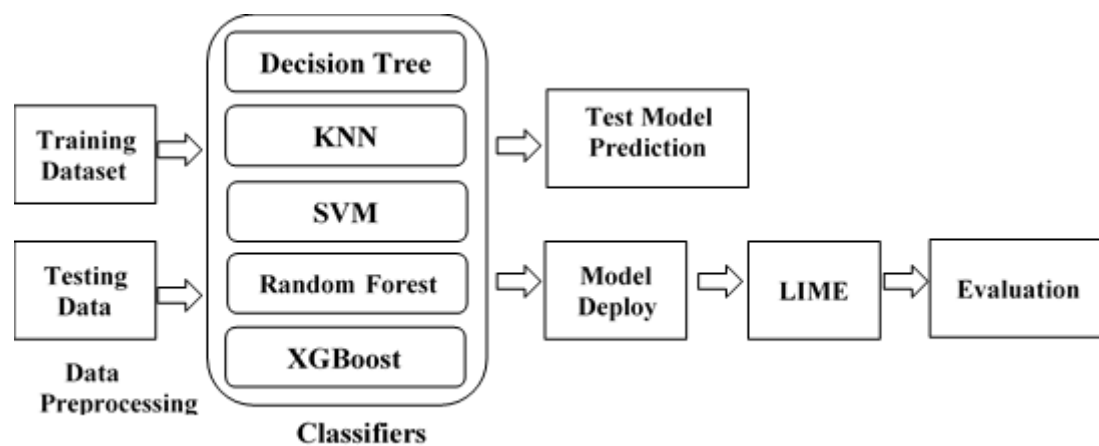 Training
Dataset
Testing
Data
Data
Preprocessing
Decision Tree
KNN
SVM
Random Forest
XGBoost
Classifiers
Test Model
Prediction
Model
Deploy
LIME
Evaluation